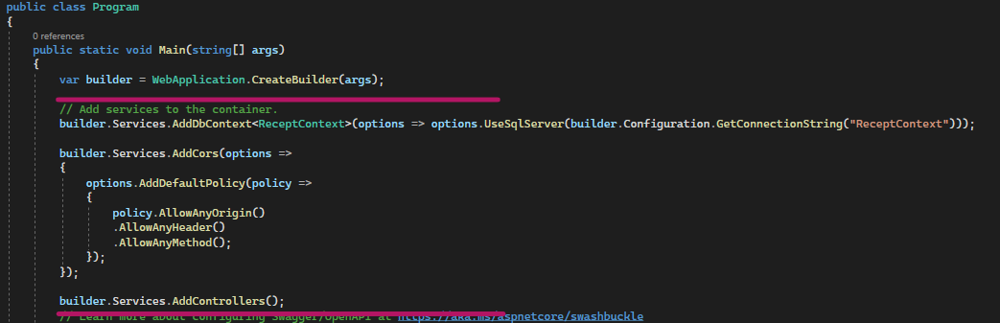 public class Program
{
0 references
public static void Main(string[] args)
{
var builder = WebApplication.CreateBuilder(args);
// Add services to the container.
builder.Services.AddDbContext<ReceptContext>(options => options.UseSqlServer(builder.Configuration.GetConnectionString("ReceptContext")));
builder.Services.AddCors(options =>
{
options.AddDefaultPolicy(policy =>
{
policy.AllowAnyOrigin()
.AllowAnyHeader()
.AllowAnyMethod();
});
});
builder.Services.AddControllers();
// Learn more about configuring Swagger/OpenAPI at https://aka.ms/aspnetcore/swashbuckle